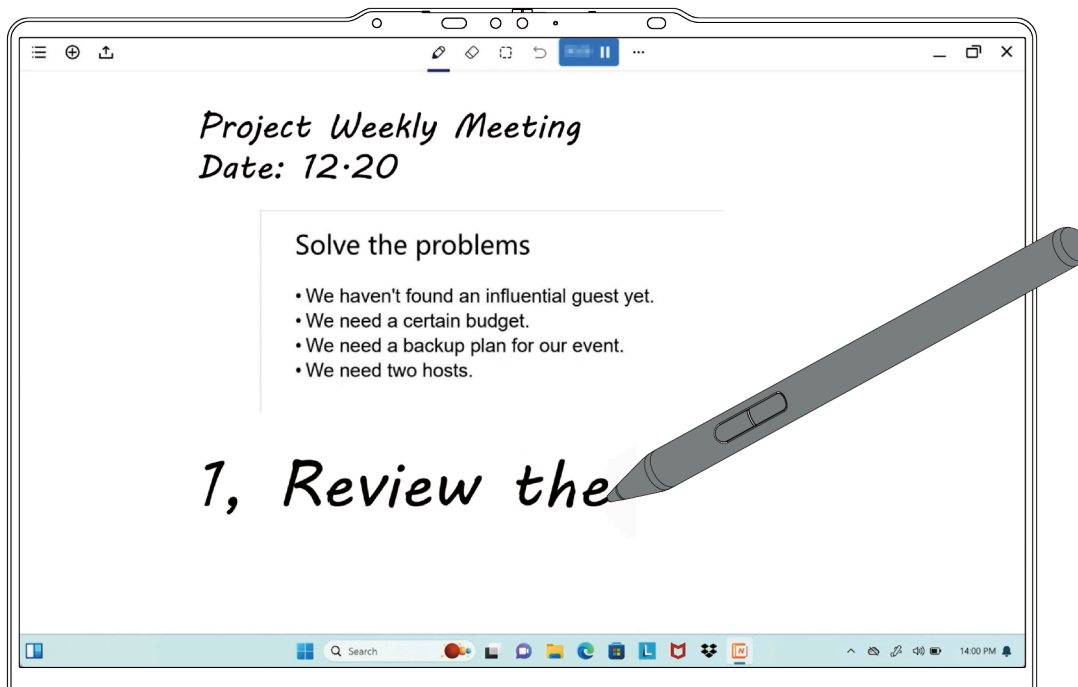 Project Weekly Meeting
Date: 12·20
Solve the problems
• We haven't found an influential guest yet.
• We need a certain budget.
• We need a backup plan for our event.
• We need two hosts.
1, Review the
Search
L
N
14:00 PM